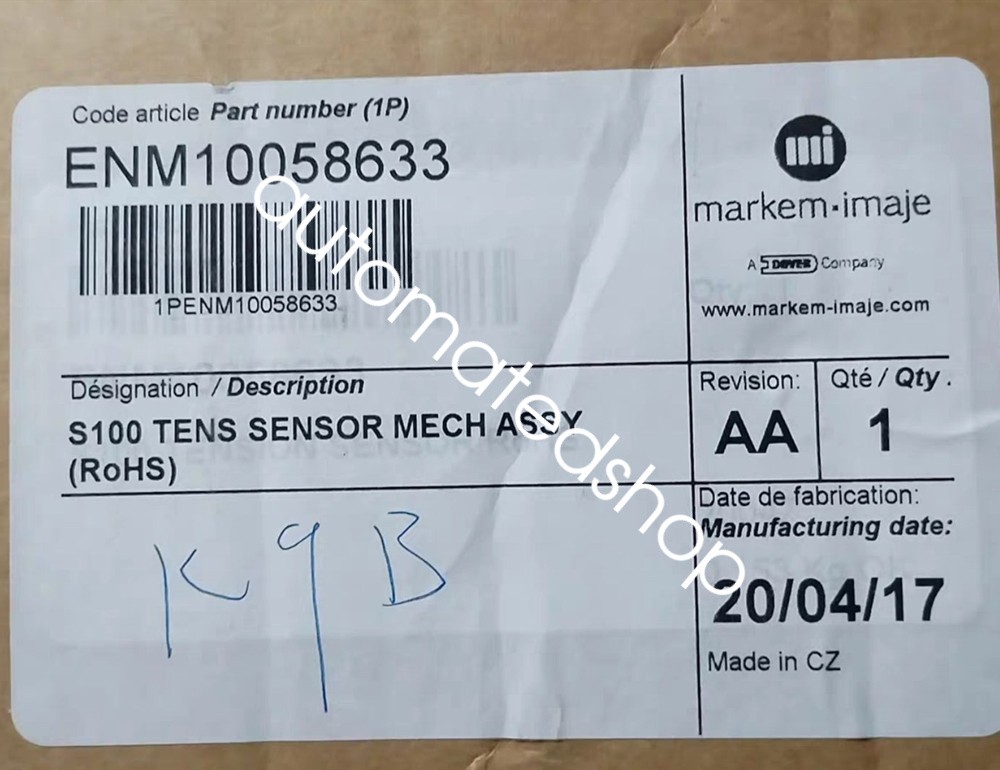 Code article Part number (1P)
ENM10058633
1PENM10058633
mi
markem-imaje
A DOVER Company
www.markem-imaje.com
Désignation / Description
S100 TENS SENSOR MECH ASSY
(RoHS)
Revision:
AA
Qté / Qty.
1
Date de fabrication:
Manufacturing date:
20/04/17
Made in CZ
K 9 B
automatedshop